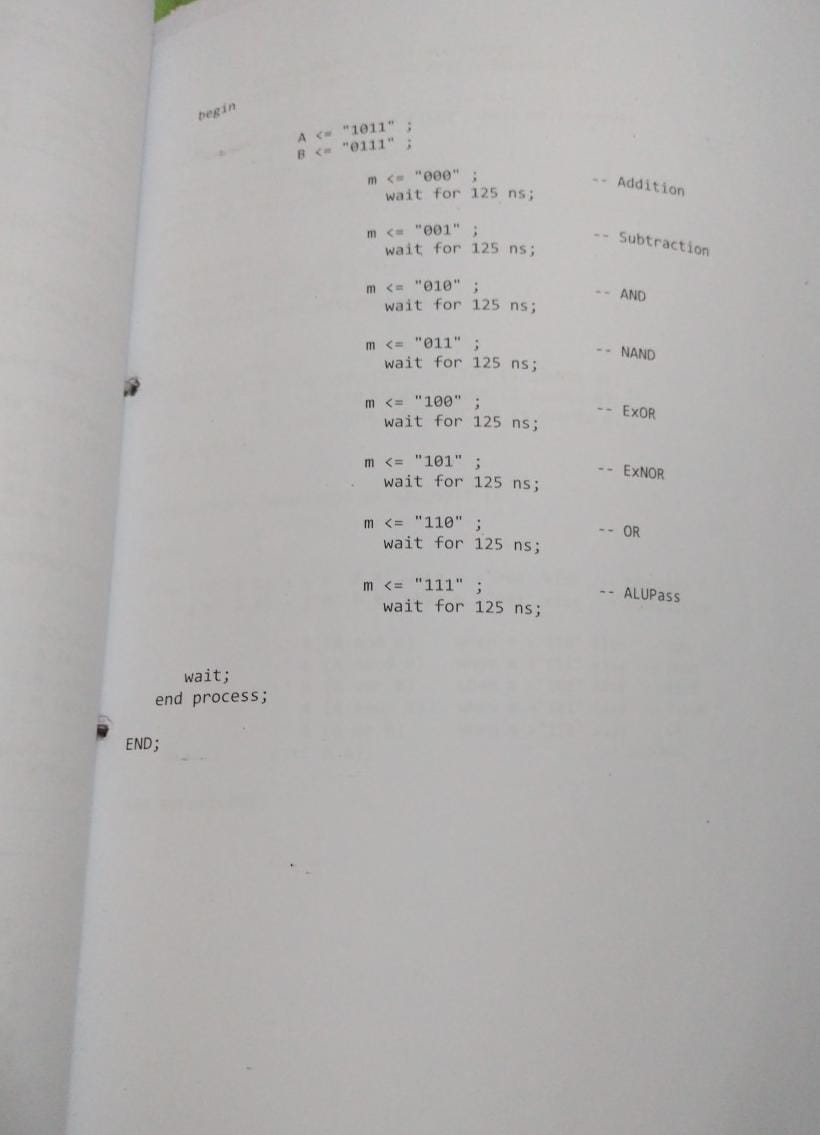 begin
A <= "1011" ;
B <= "0111" ;
m <= "000" ; -- Addition
wait for 125 ns;
m <= "001" ; -- Subtraction
wait for 125 ns;
m <= "010" ; -- AND
wait for 125 ns;
m <= "011" ; -- NAND
wait for 125 ns;
m <= "100" ; -- ExOR
wait for 125 ns;
m <= "101" ; -- ExNOR
wait for 125 ns;
m <= "110" ; -- OR
wait for 125 ns;
m <= "111" ; -- ALUPass
wait for 125 ns;
wait;
end process;
END;